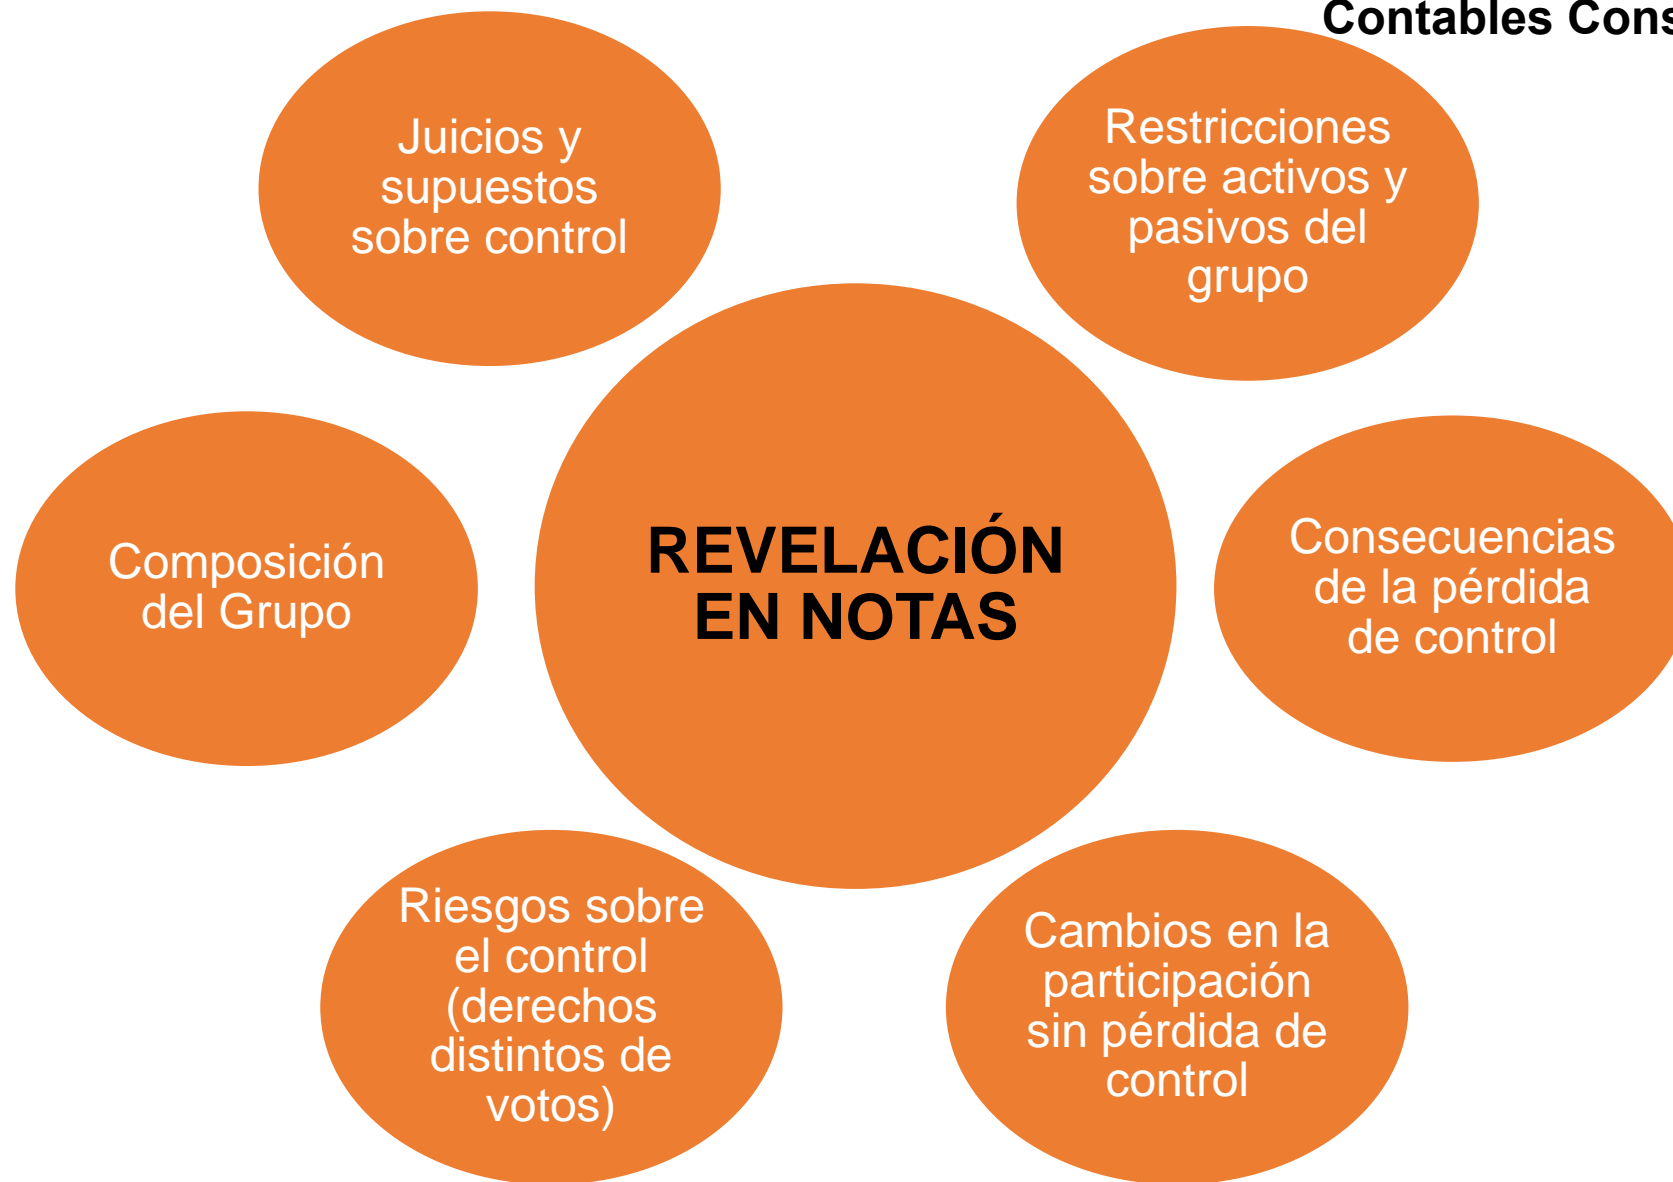 Contables Cons
Juicios y
supuestos
sobre control
Restricciones
sobre activos y
pasivos del
grupo
Composición
del Grupo
REVELACIÓN
EN NOTAS
Consecuencias
de la pérdida
de control
Riesgos sobre
el control
(derechos
distintos de
votos)
Cambios en la
participación
sin pérdida de
control